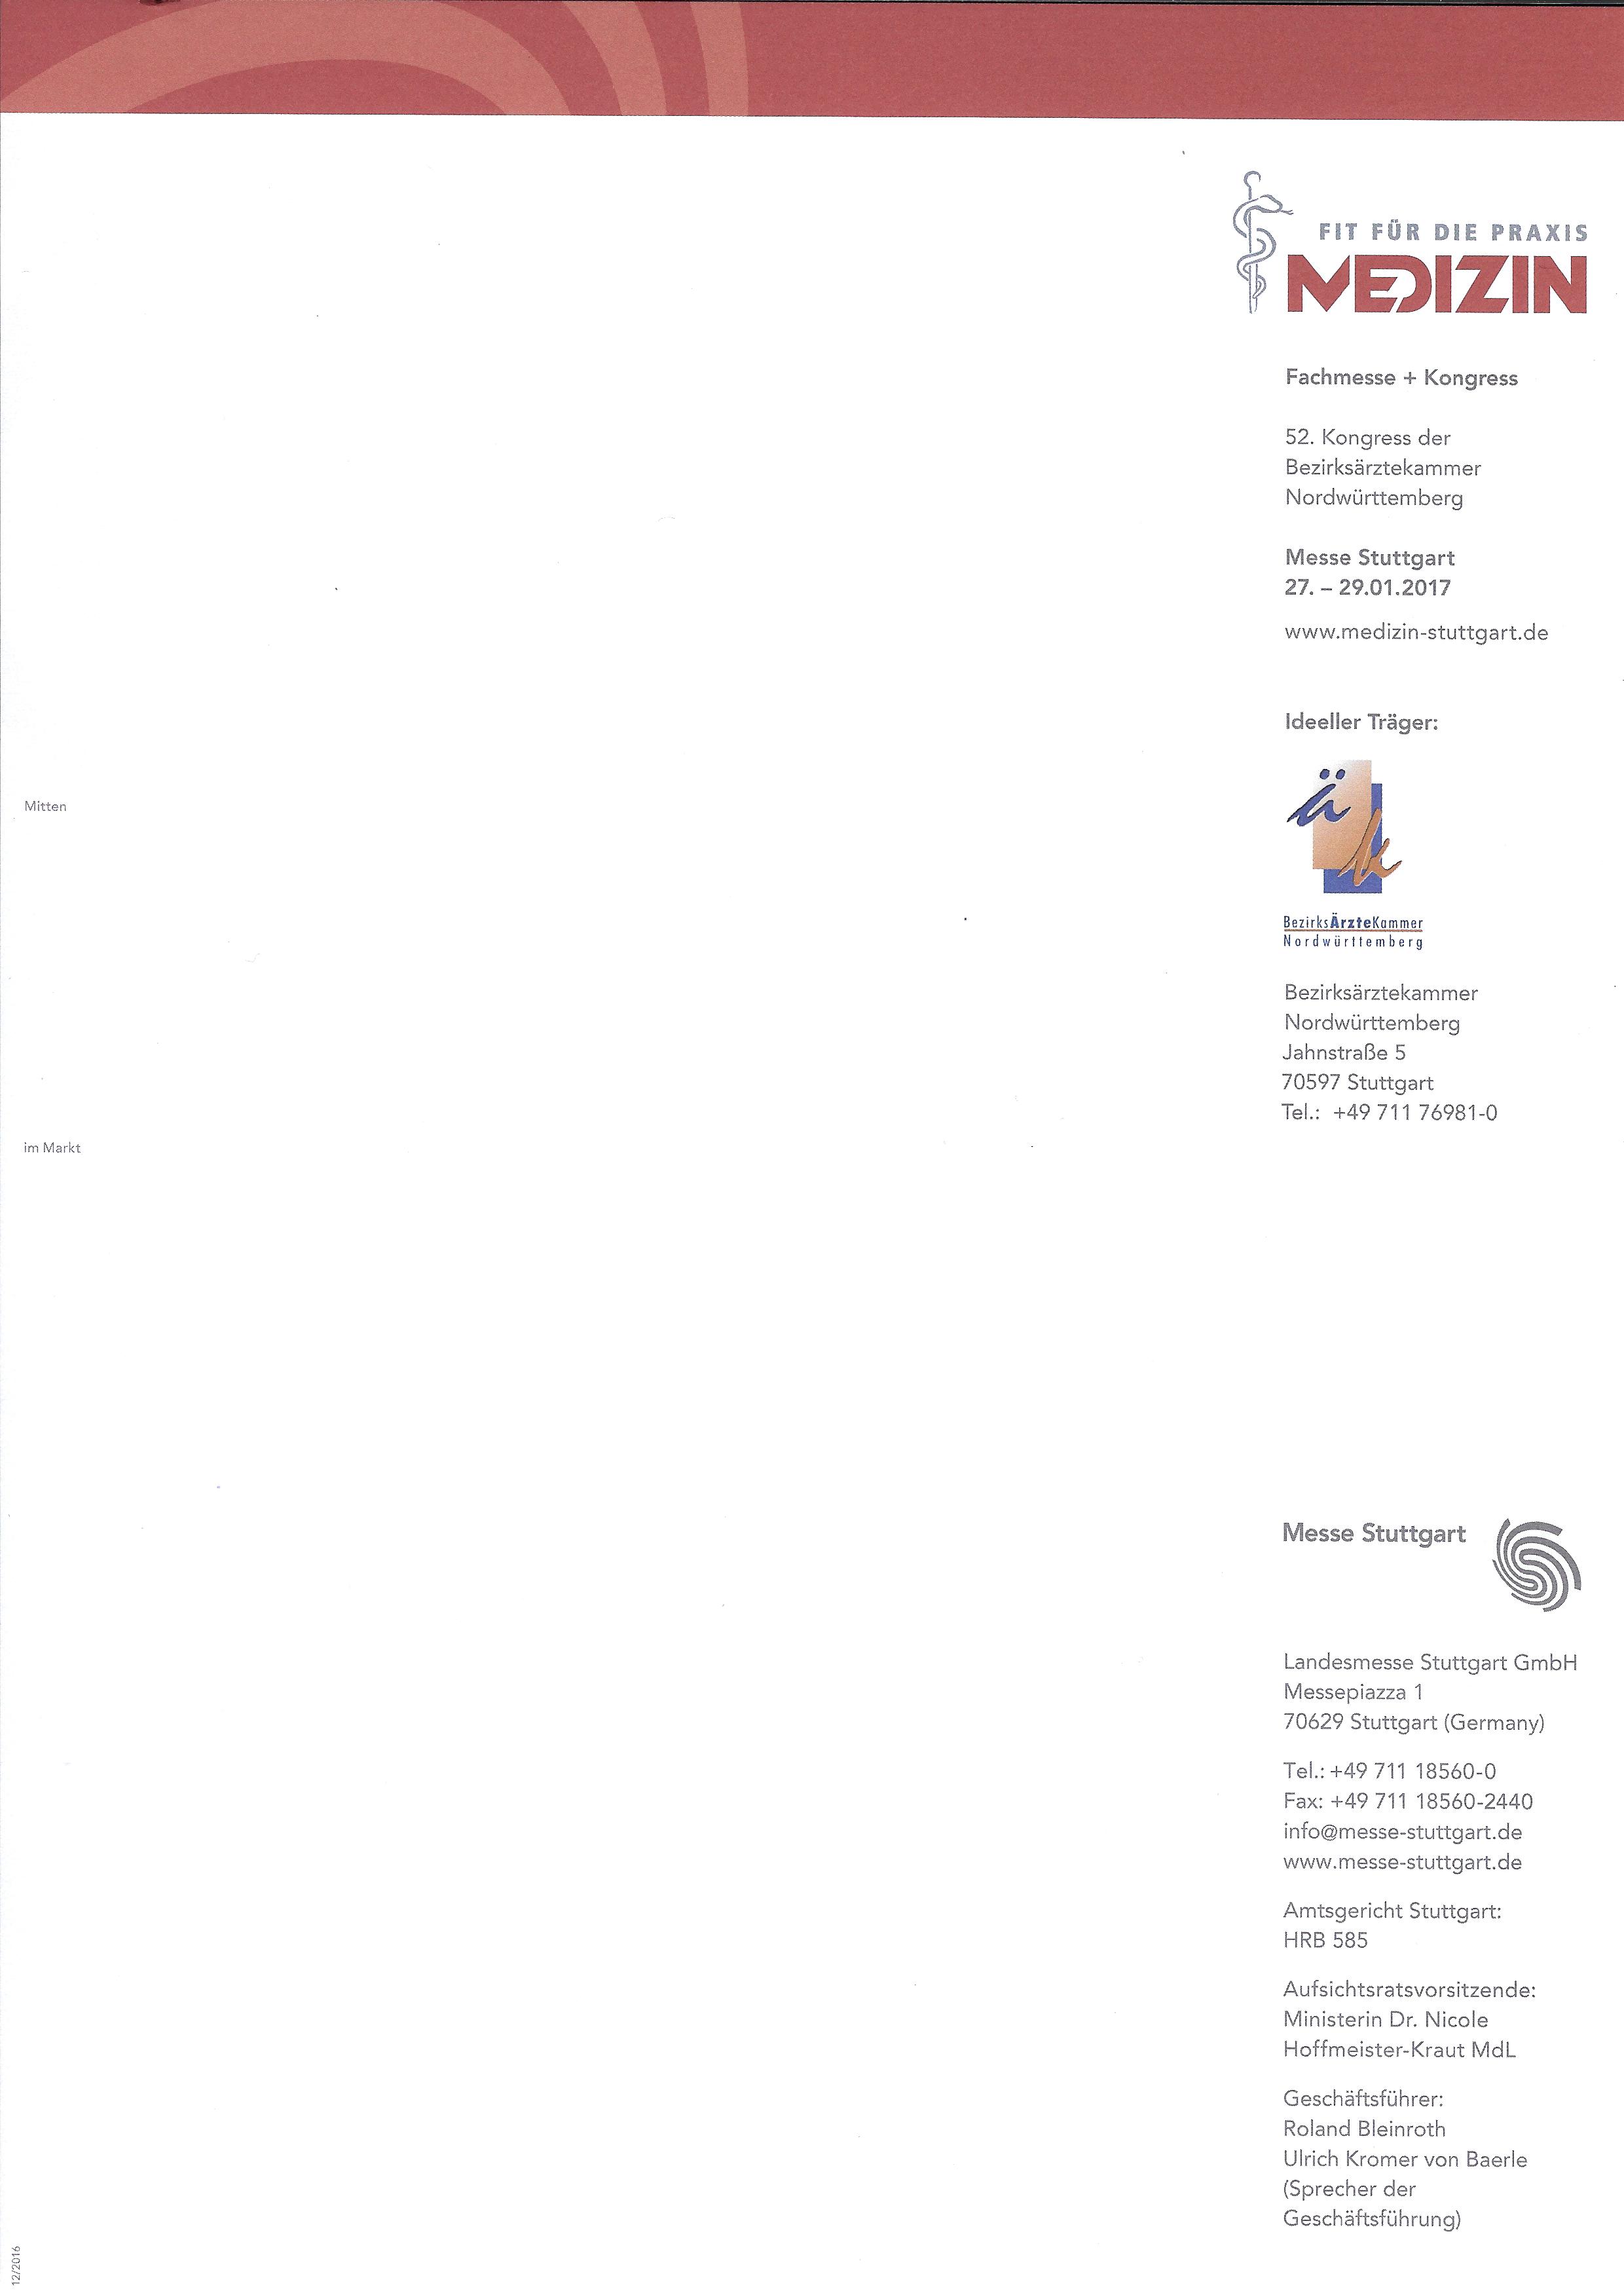 FIT FÜR DIE PRAXIS
MEDIZIN
Fachmesse + Kongress
52. Kongress der
Bezirksärztekammer
Nordwürttemberg
Messe Stuttgart
27. – 29.01.2017
www.medizin-stuttgart.de
Ideeller Träger:
äk
BezirksÄrzteKammer
Nordwürttemberg
Mitten
Bezirksärztekammer
Nordwürttemberg
Jahnstraße 5
70597 Stuttgart
Tel.: +49 711 76981-0
im Markt
Messe Stuttgart
Landesmesse Stuttgart GmbH
Messepiazza 1
70629 Stuttgart (Germany)
Tel.: +49 711 18560-0
Fax: +49 711 18560-2440
info@messe-stuttgart.de
www.messe-stuttgart.de
Amtsgericht Stuttgart:
HRB 585
Aufsichtsratsvorsitzende:
Ministerin Dr. Nicole
Hoffmeister-Kraut MdL
Geschäftsführer:
Roland Bleinroth
Ulrich Kromer von Baerle
(Sprecher der
Geschäftsführung)
12/2016